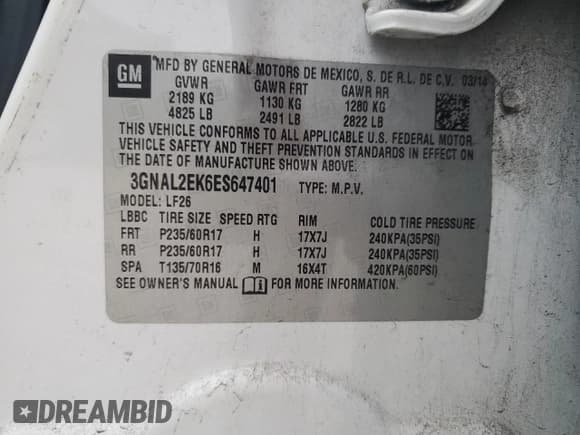 GM
MFD BY GENERAL MOTORS DE MEXICO, S. DE R.L. DE C.V. 03/14
GVWR GAWR FRT GAWR RR
2189 KG 1130 KG 1280 KG
4825 LB 2491 LB 2822 LB
THIS VEHICLE CONFORMS TO ALL APPLICABLE U.S. FEDERAL MOTOR
VEHICLE SAFETY AND THEFT PREVENTION STANDARDS IN EFFECT ON
THE DATE OF MANUFACTURE SHOWN ABOVE.
3GNAL2EK6ES647401 TYPE: M.P.V.
MODEL: LF26
LBBC TIRE SIZE SPEED RTG RIM COLD TIRE PRESSURE
FRT P235/60R17 H 17X7J 240KPA(35PSI)
RR P235/60R17 H 17X7J 240KPA(35PSI)
SPA T135/70R16 M 16X4T 420KPA(60PSI)
SEE OWNER'S MANUAL FOR MORE INFORMATION.
DREAMBID